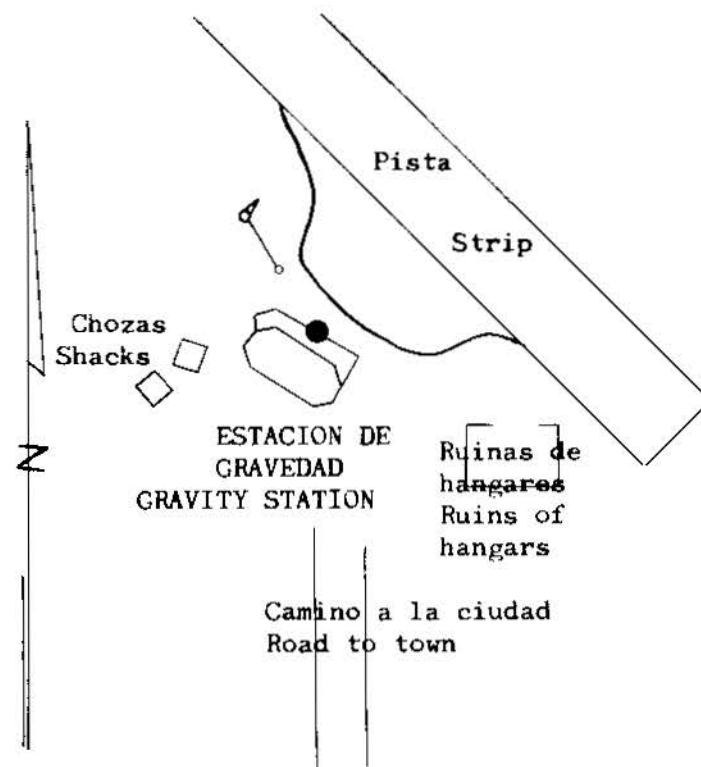 Pista
Strip
Chozas
Shacks
N
ESTACION DE
GRAVEDAD
GRAVITY STATION
Ruinas de
hangares
Ruins of
hangars
Camino a la ciudad
Road to town